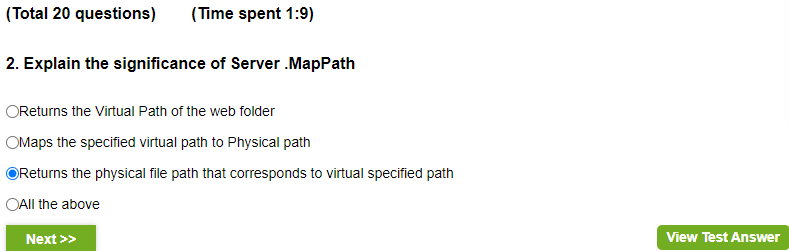 (Total 20 questions) (Time spent 1:9)
2. Explain the significance of Server .MapPath
Returns the Virtual Path of the web folder
Maps the specified virtual path to Physical path
Returns the physical file path that corresponds to virtual specified path
All the above
Next >> View Test Answer